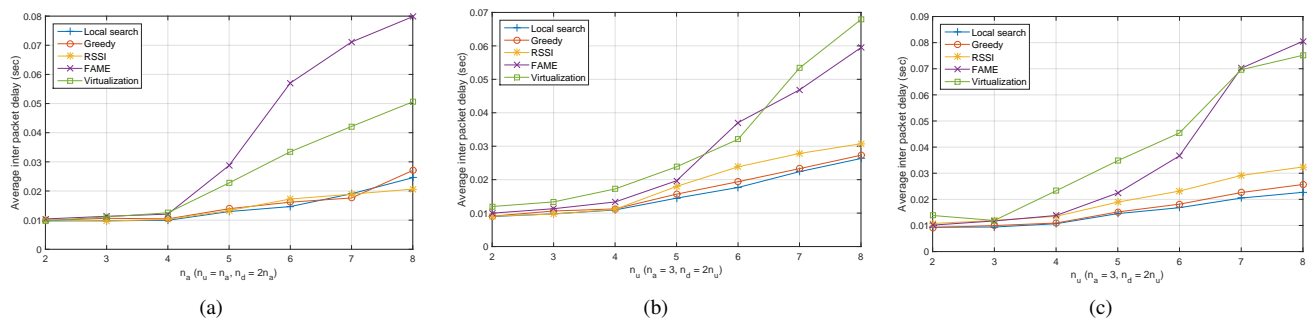 0.08
0.07
0.06
0.05
0.04
0.03
0.02
0.01
0
Average inter packet delay (sec)
Local search
Greedy
RSSI
FAME
Virtualization
2 3 4 5 6 7 8
n_a (n_u = n_a, n_d = 2n_a)
(a)
0.07
0.06
0.05
0.04
0.03
0.02
0.01
0
Average inter packet delay (sec)
Local search
Greedy
RSSI
FAME
Virtualization
2 3 4 5 6 7 8
n_u (n_a = 3, n_d = 2n_u)
(b)
0.09
0.08
0.07
0.06
0.05
0.04
0.03
0.02
0.01
0
Average inter packet delay (sec)
Local search
Greedy
RSSI
FAME
Virtualization
2 3 4 5 6 7 8
n_u (n_a = 3, n_d = 2n_u)
(c)